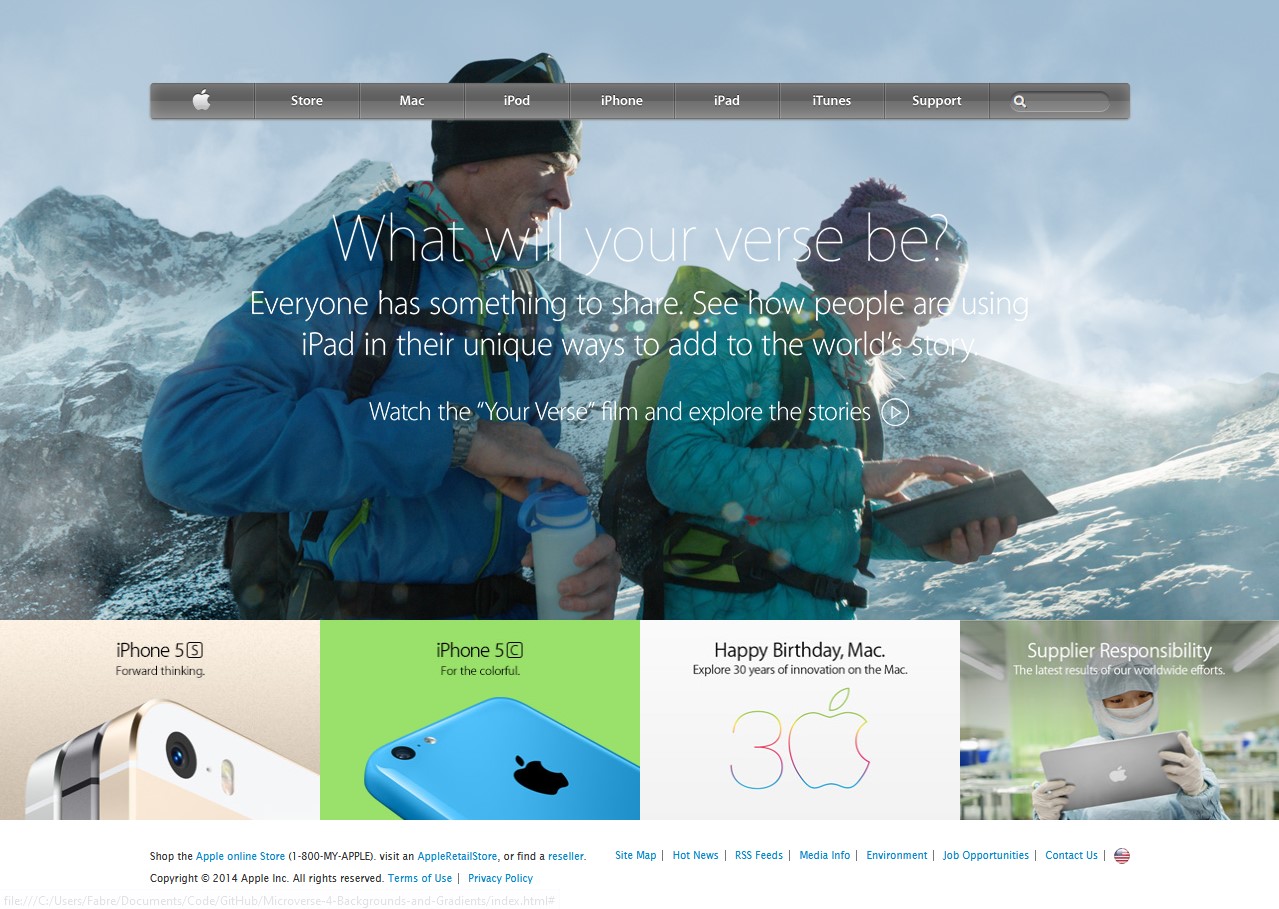 Store Mac iPod iPhone iPad iTunes Support
What will your verse be?
Everyone has something to share. See how people are using
iPad in their unique ways to add to the world's story.
Watch the “Your Verse” film and explore the stories
iPhone 5S
Forward thinking.
iPhone 5C
For the colorful.
Happy Birthday, Mac.
Explore 30 years of innovation on the Mac.
30
Supplier Responsibility
The latest results of our worldwide efforts.
Shop the Apple online Store (1-800-MY-APPLE). visit an AppleRetailStore, or find a reseller.
Site Map | Hot News | RSS Feeds | Media Info | Environment | Job Opportunities | Contact Us |
Copyright © 2014 Apple Inc. All rights reserved. Terms of Use | Privacy Policy
file:///C:/Users/Fabre/Documents/Code/GitHub/Microverse-4-Backgrounds-and-Gradients/index.html#